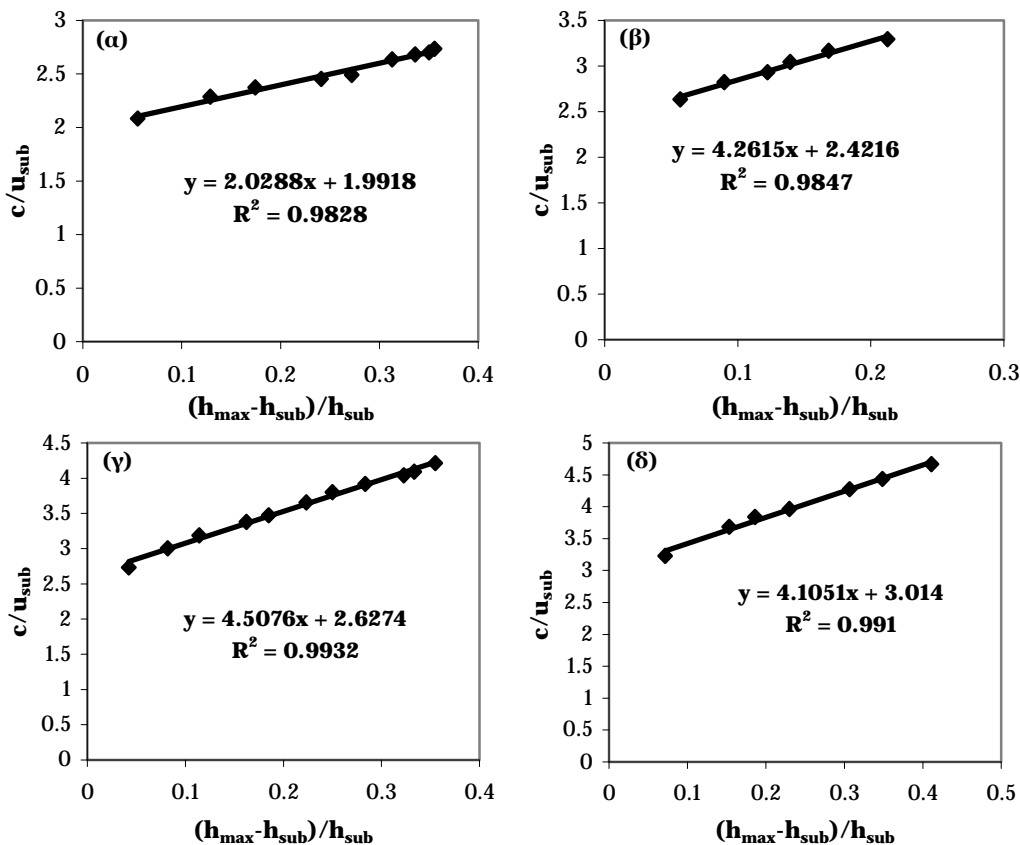 (α)
3
2.5
2
1.5
1
0.5
0
c/u_sub
y = 2.0288x + 1.9918
R² = 0.9828
0 0.1 0.2 0.3 0.4
(h_max-h_sub)/h_sub
(β)
3.5
3
2.5
2
1.5
1
0.5
0
c/u_sub
y = 4.2615x + 2.4216
R² = 0.9847
0 0.1 0.2 0.3
(h_max-h_sub)/h_sub
(γ)
4.5
4
3.5
3
2.5
2
1.5
1
0.5
0
c/u_sub
y = 4.5076x + 2.6274
R² = 0.9932
0 0.1 0.2 0.3 0.4
(h_max-h_sub)/h_sub
(δ)
5
4.5
4
3.5
3
2.5
2
1.5
1
0.5
0
c/u_sub
y = 4.1051x + 3.014
R² = 0.991
0 0.1 0.2 0.3 0.4 0.5
(h_max-h_sub)/h_sub